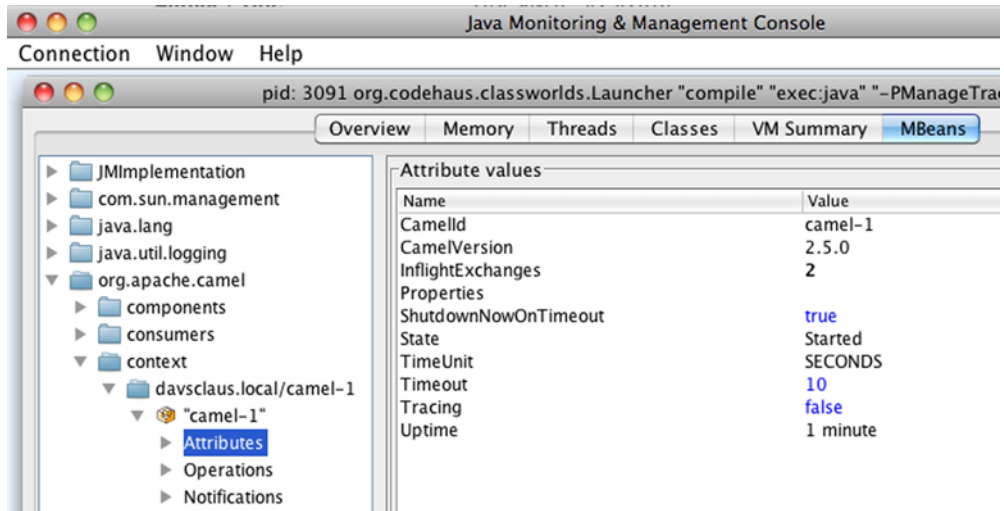 Java Monitoring & Management Console
Connection Window Help
pid: 3091 org.codehaus.classworlds.Launcher "compile" "exec:java" "-PManageTrac
Overview Memory Threads Classes VM Summary MBeans
JMImplementation
com.sun.management
java.lang
java.util.logging
org.apache.camel
components
consumers
context
davsclaus.local/camel-1
"camel-1"
Attributes
Operations
Notifications
Attribute values
Name Value
CamelId camel-1
CamelVersion 2.5.0
InflightExchanges 2
Properties
ShutdownNowOnTimeout true
State Started
TimeUnit SECONDS
Timeout 10
Tracing false
Uptime 1 minute